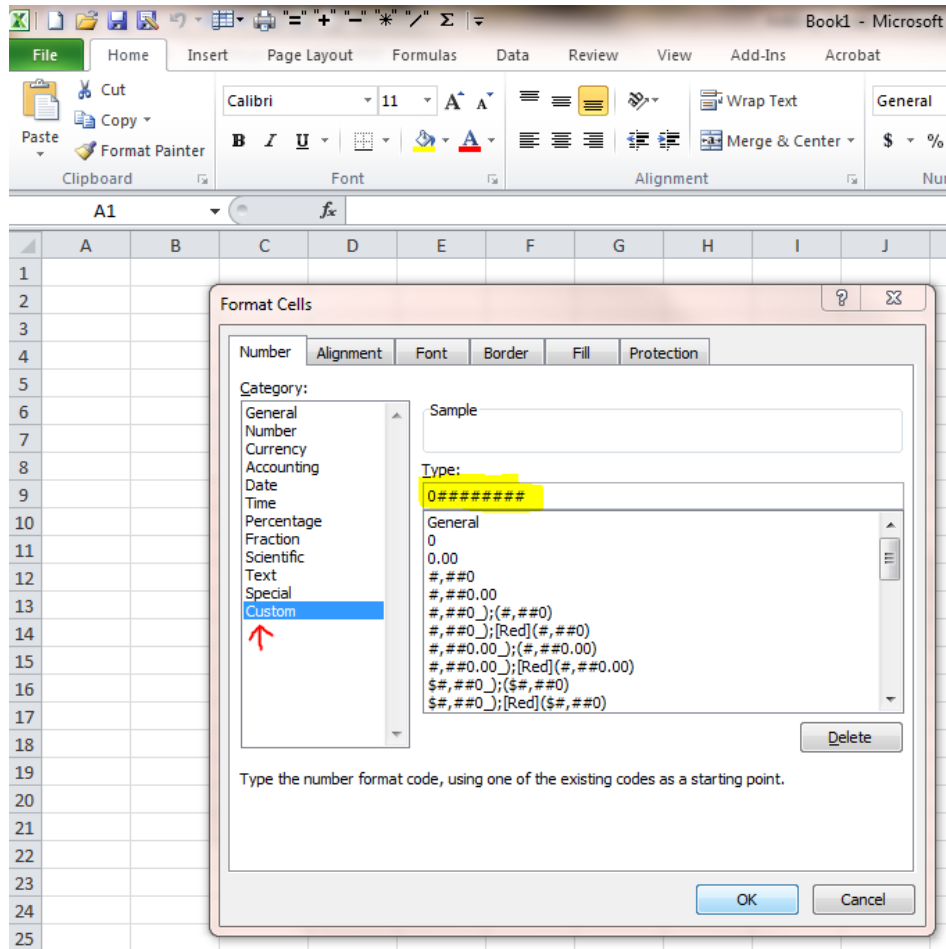 "=" "+" "−" "*" "/" Σ Book1 - Microsoft
File Home Insert Page Layout Formulas Data Review View Add-Ins Acrobat
Cut
Copy
Format Painter
Paste
Calibri 11 A A
B I U A
Wrap Text
Merge & Center
General
$ %
Clipboard Font Alignment Nu
A1 fx
A B C D E F G H I J
1
2
3
4
5
6
7
8
9
10
11
12
13
14
15
16
17
18
19
20
21
22
23
24
25
Format Cells ?
Number Alignment Font Border Fill Protection
Category:
General
Number
Currency
Accounting
Date
Time
Percentage
Fraction
Scientific
Text
Special
Custom
Sample
Type:
0########
General
0
0.00
#,##0
#,##0.00
#,##0_);(#,##0)
#,##0_);[Red](#,##0)
#,##0.00_);(#,##0.00)
#,##0.00_);[Red](#,##0.00)
$#,##0_);($#,##0)
$#,##0_);[Red]($#,##0)
Delete
Type the number format code, using one of the existing codes as a starting point.
OK Cancel